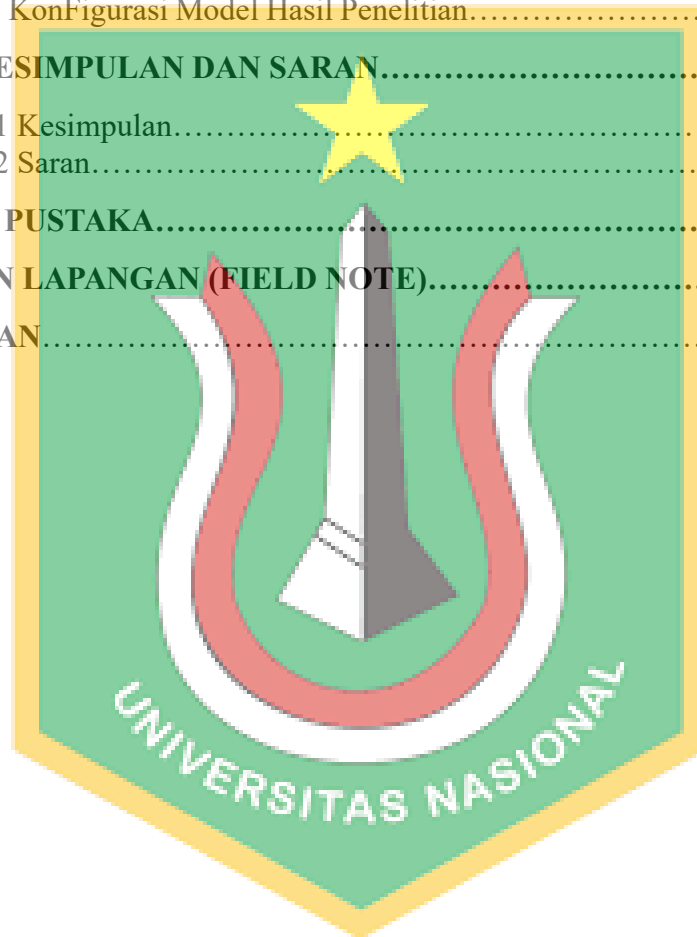 KonFigurasi Model Hasil Penelitian……………………
ESIMPULAN DAN SARAN……………………………
1 Kesimpulan……………………………………………
2 Saran……………………………………………………
PUSTAKA………………………………………………
N LAPANGAN (FIELD NOTE)………………………
AN…………………………………………………………
UNIVERSITAS NASIONAL